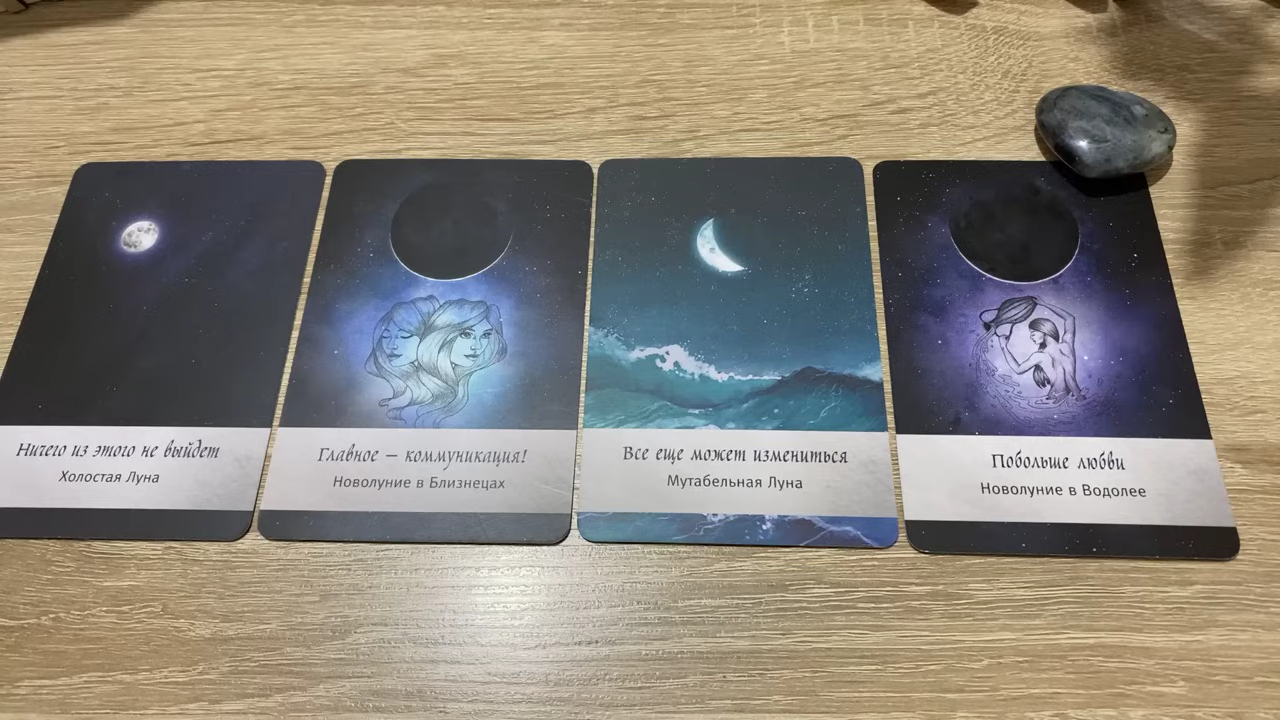 Ничего из этого не выйдет
Холостая Луна
Главное – коммуникация!
Новолуние в Близнецах
Все еще может измениться
Мутабельная Луна
Побольше любви
Новолуние в Водолее